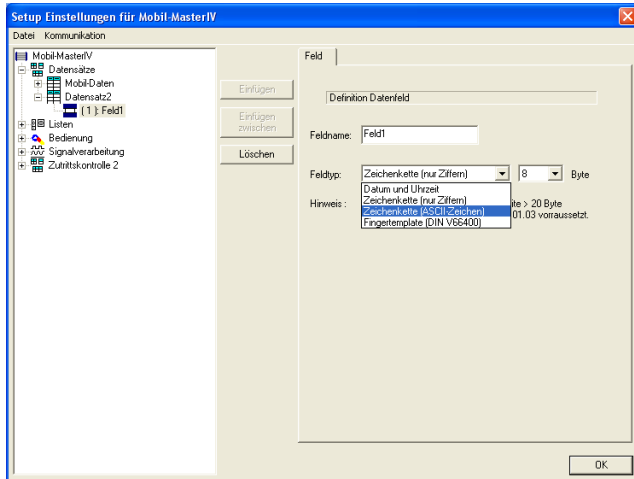 Setup Einstellungen für Mobil-MasterIV
Datei Kommunikation
Mobil-MasterIV
Datensätze
Mobil-Daten
Datensatz2
( 1 ): Feld1
Listen
Bedienung
Signalverarbeitung
Zutrittskontrolle 2
Einfügen
Einfügen
zwischen
Löschen
Feld
Definition Datenfeld
Feldname: Feld1
Feldtyp: Zeichenkette (nur Ziffern) 8 Byte
Datum und Uhrzeit
Zeichenkette (nur Ziffern)
Hinweis : ite > 20 Byte
Zeichenkette (ASCII-Zeichen)
01.03 vorraussetzt.
Fingertemplate (DIN V66400)
OK